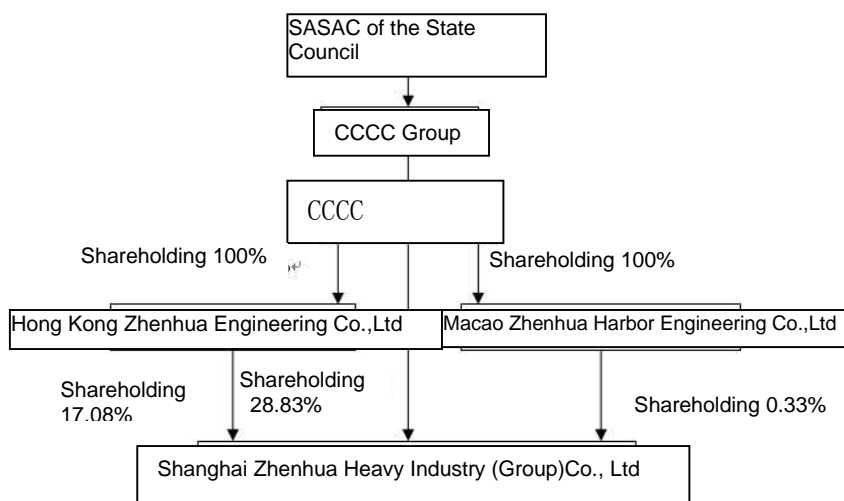 SASAC of the State
Council
CCCC Group
CCCC
Shareholding 100%
Shareholding 100%
Hong Kong Zhenhua Engineering Co.,Ltd
Macao Zhenhua Harbor Engineering Co.,Ltd
Shareholding
17.08%
Shareholding
28.83%
Shareholding 0.33%
Shanghai Zhenhua Heavy Industry (Group)Co., Ltd